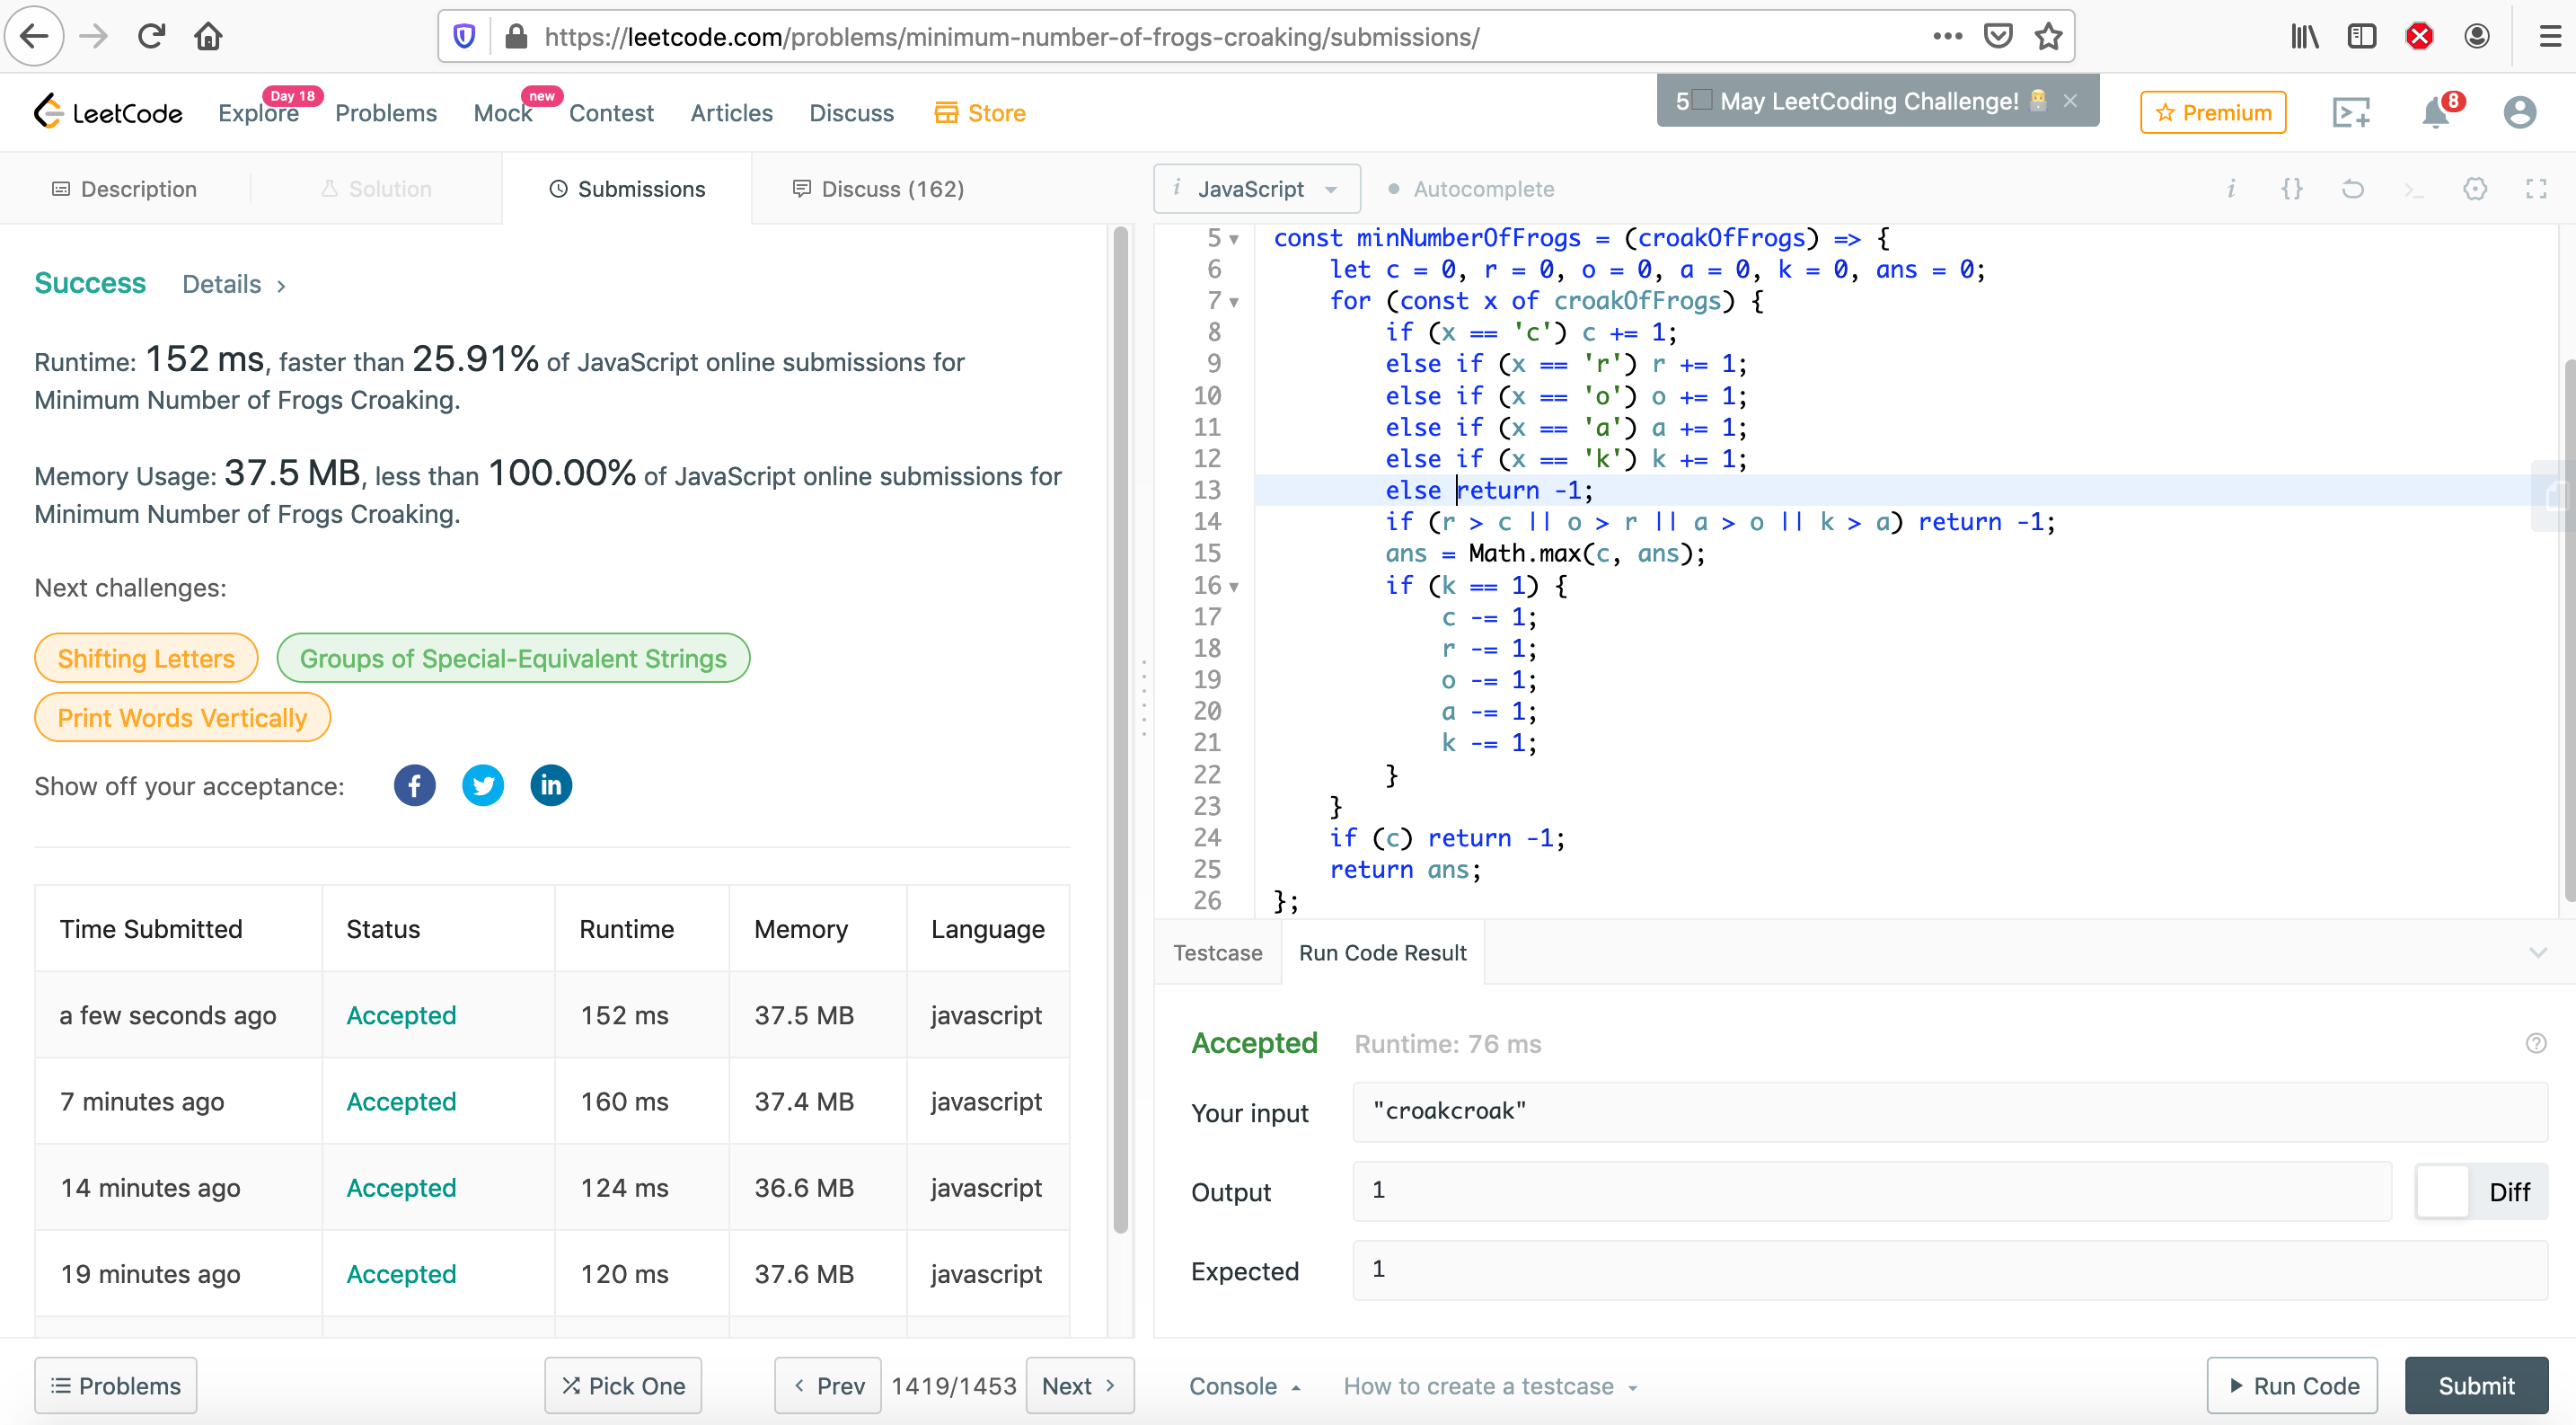 https://leetcode.com/problems/minimum-number-of-frogs-croaking/submissions/
LeetCode
Explore
Day 18
Problems
Mock
new
Contest
Articles
Discuss
Store
5 May LeetCoding Challenge!
Premium
8
Description
Solution
Submissions
Discuss (162)
i JavaScript
Autocomplete
Success Details >
Runtime: 152 ms, faster than 25.91% of JavaScript online submissions for
Minimum Number of Frogs Croaking.
Memory Usage: 37.5 MB, less than 100.00% of JavaScript online submissions for
Minimum Number of Frogs Croaking.
Next challenges:
Shifting Letters
Groups of Special-Equivalent Strings
Print Words Vertically
Show off your acceptance:
Time Submitted Status Runtime Memory Language
a few seconds ago Accepted 152 ms 37.5 MB javascript
7 minutes ago Accepted 160 ms 37.4 MB javascript
14 minutes ago Accepted 124 ms 36.6 MB javascript
19 minutes ago Accepted 120 ms 37.6 MB javascript
5 const minNumberOfFrogs = (croakOfFrogs) => {
6 let c = 0, r = 0, o = 0, a = 0, k = 0, ans = 0;
7 for (const x of croakOfFrogs) {
8 if (x == 'c') c += 1;
9 else if (x == 'r') r += 1;
10 else if (x == 'o') o += 1;
11 else if (x == 'a') a += 1;
12 else if (x == 'k') k += 1;
13 else return -1;
14 if (r > c || o > r || a > o || k > a) return -1;
15 ans = Math.max(c, ans);
16 if (k == 1) {
17 c -= 1;
18 r -= 1;
19 o -= 1;
20 a -= 1;
21 k -= 1;
22 }
23 }
24 if (c) return -1;
25 return ans;
26 };
Testcase
Run Code Result
Accepted Runtime: 76 ms
Your input "croakcroak"
Output 1
Diff
Expected 1
Problems
Pick One
< Prev
1419/1453
Next >
Console
How to create a testcase
Run Code
Submit